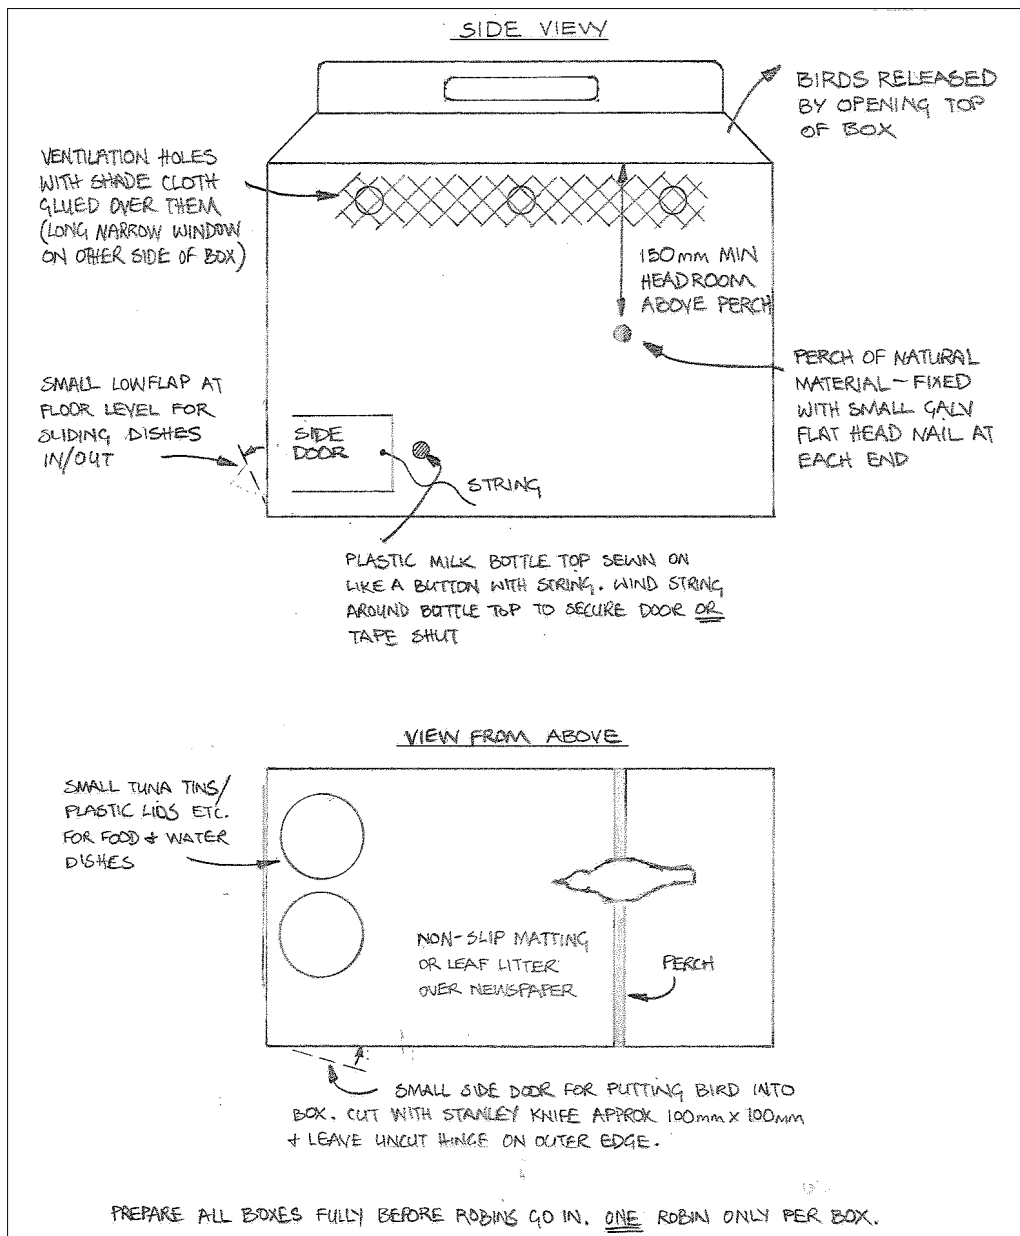 SIDE VIEW
BIRDS RELEASED
BY OPENING TOP
OF BOX
VENTILATION HOLES
WITH SHADE CLOTH
GLUED OVER THEM
(LONG NARROW WINDOW
ON OTHER SIDE OF BOX)
150mm MIN
HEADROOM
ABOVE PERCH
PERCH OF NATURAL
MATERIAL - FIXED
WITH SMALL GALV
FLAT HEAD NAIL AT
EACH END
SMALL LOW FLAP AT
FLOOR LEVEL FOR
SLIDING DISHES
IN/OUT
SIDE
DOOR
STRING
PLASTIC MILK BOTTLE TOP SEWN ON
LIKE A BUTTON WITH STRING. WIND STRING
AROUND BOTTLE TOP TO SECURE DOOR OR
TAPE SHUT
VIEW FROM ABOVE
SMALL TUNA TINS/
PLASTIC LIDS ETC.
FOR FOOD & WATER
DISHES
NON-SLIP MATTING
OR LEAF LITTER
OVER NEWSPAPER
PERCH
SMALL SIDE DOOR FOR PUTTING BIRD INTO
BOX. CUT WITH STANLEY KNIFE APPROX 100mm X 100mm
& LEAVE UNCUT HINGE ON OUTER EDGE.
PREPARE ALL BOXES FULLY BEFORE ROBINS GO IN. ONE ROBIN ONLY PER BOX.